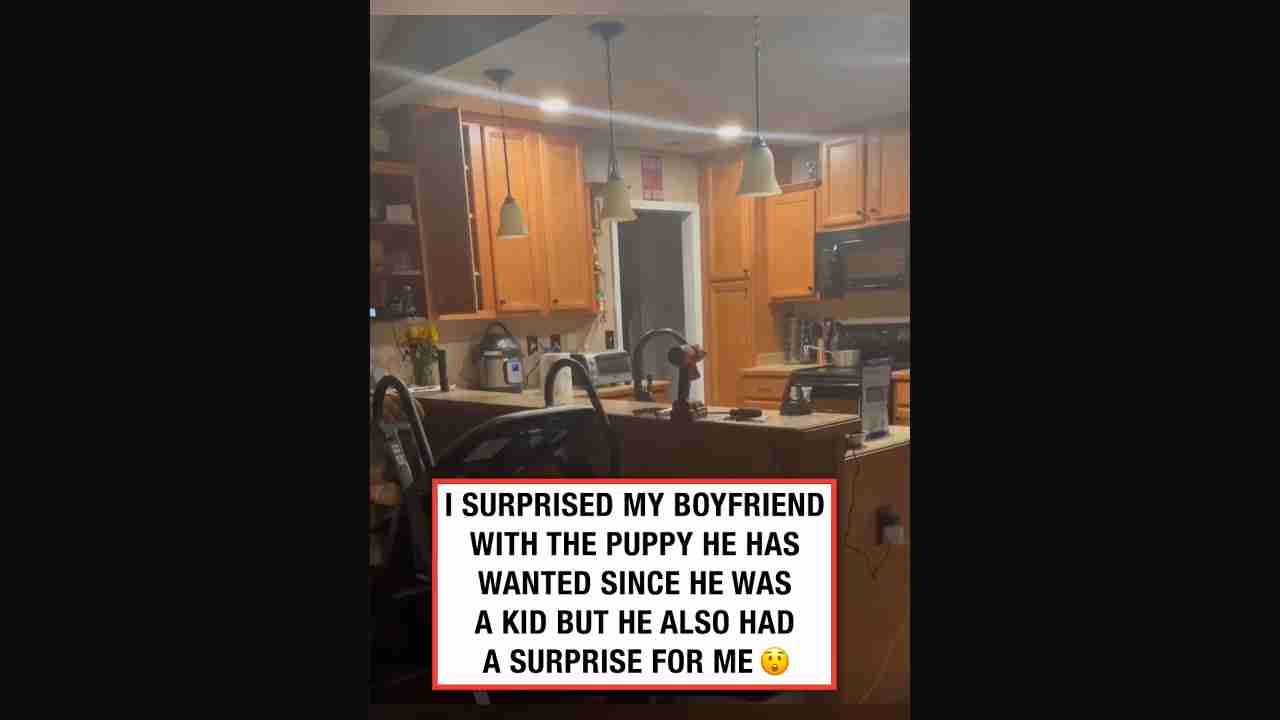 I SURPRISED MY BOYFRIEND
WITH THE PUPPY HE HAS
WANTED SINCE HE WAS
A KID BUT HE ALSO HAD
A SURPRISE FOR ME 😲